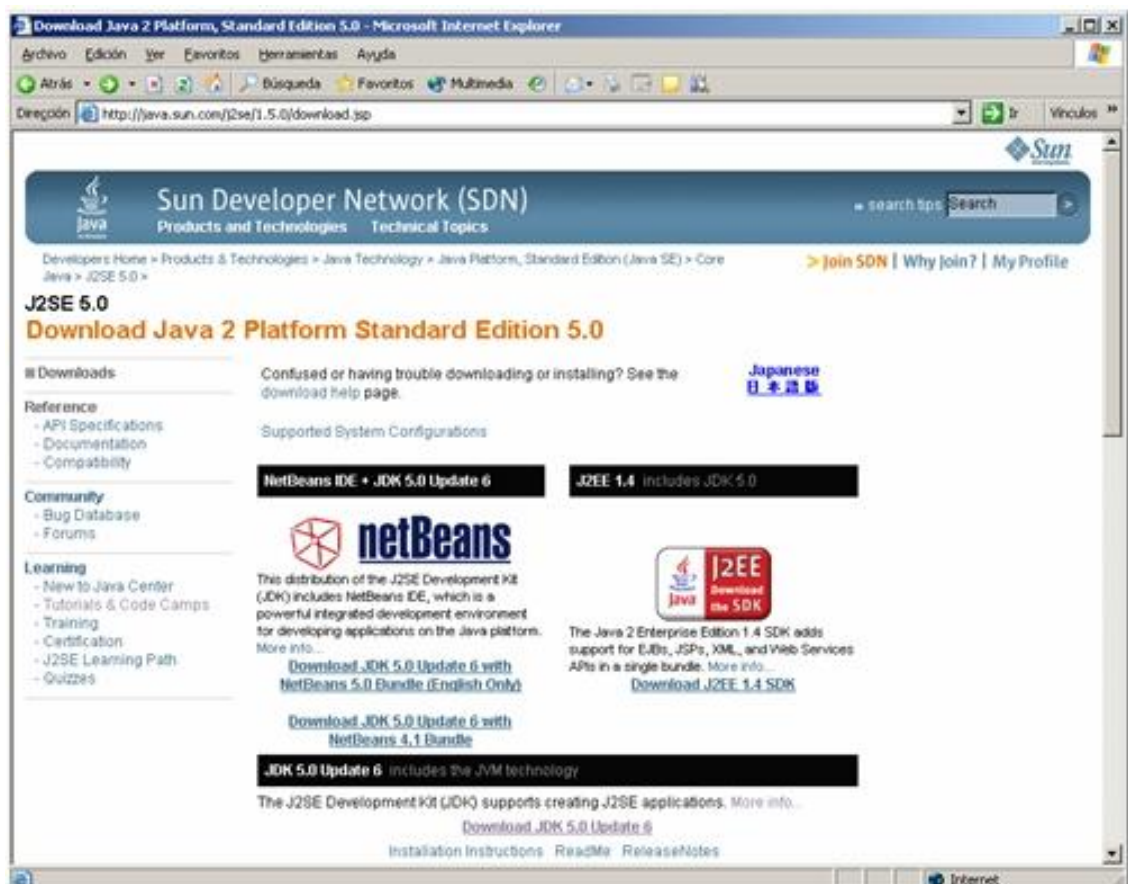 Download Java 2 Platform, Standard Edition 5.0 - Microsoft Internet Explorer
Archivo Edición Ver Favoritos Herramientas Ayuda
Atrás Búsqueda Favoritos Multimedia
Dirección http://java.sun.com/j2se/1.5.0/download.jsp Ir Vínculos »
Sun
Java
Sun Developer Network (SDN)
search tips Search
Products and Technologies Technical Topics
Developers Home > Products & Technologies > Java Technology > Java Platform, Standard Edition (Java SE) > Core
Java > J2SE 5.0 >
> Join SDN | Why Join? | My Profile
J2SE 5.0
Download Java 2 Platform Standard Edition 5.0
Downloads
Reference
- API Specifications
- Documentation
- Compatibility
Community
- Bug Database
- Forums
Learning
- New to Java Center
- Tutorials & Code Camps
- Training
- Certification
- J2SE Learning Path
- Quizzes
Confused or having trouble downloading or installing? See the
download help page.
Japanese
日本語版
Supported System Configurations
NetBeans IDE + JDK 5.0 Update 6
netBeans
This distribution of the J2SE Development Kit
(JDK) includes NetBeans IDE, which is a
powerful integrated development environment
for developing applications on the Java platform.
More info...
Download JDK 5.0 Update 6 with
NetBeans 5.0 Bundle (English Only)
Download JDK 5.0 Update 6 with
NetBeans 4.1 Bundle
J2EE 1.4 includes JDK 5.0
Java
J2EE
Download
the SDK
The Java 2 Enterprise Edition 1.4 SDK adds
support for EJBs, JSPs, XML, and Web Services
APIs in a single bundle. More info...
Download J2EE 1.4 SDK
JDK 5.0 Update 6 includes the JVM technology
The J2SE Development Kit (JDK) supports creating J2SE applications. More info...
Download JDK 5.0 Update 6
Installation Instructions ReadMe ReleaseNotes
Internet